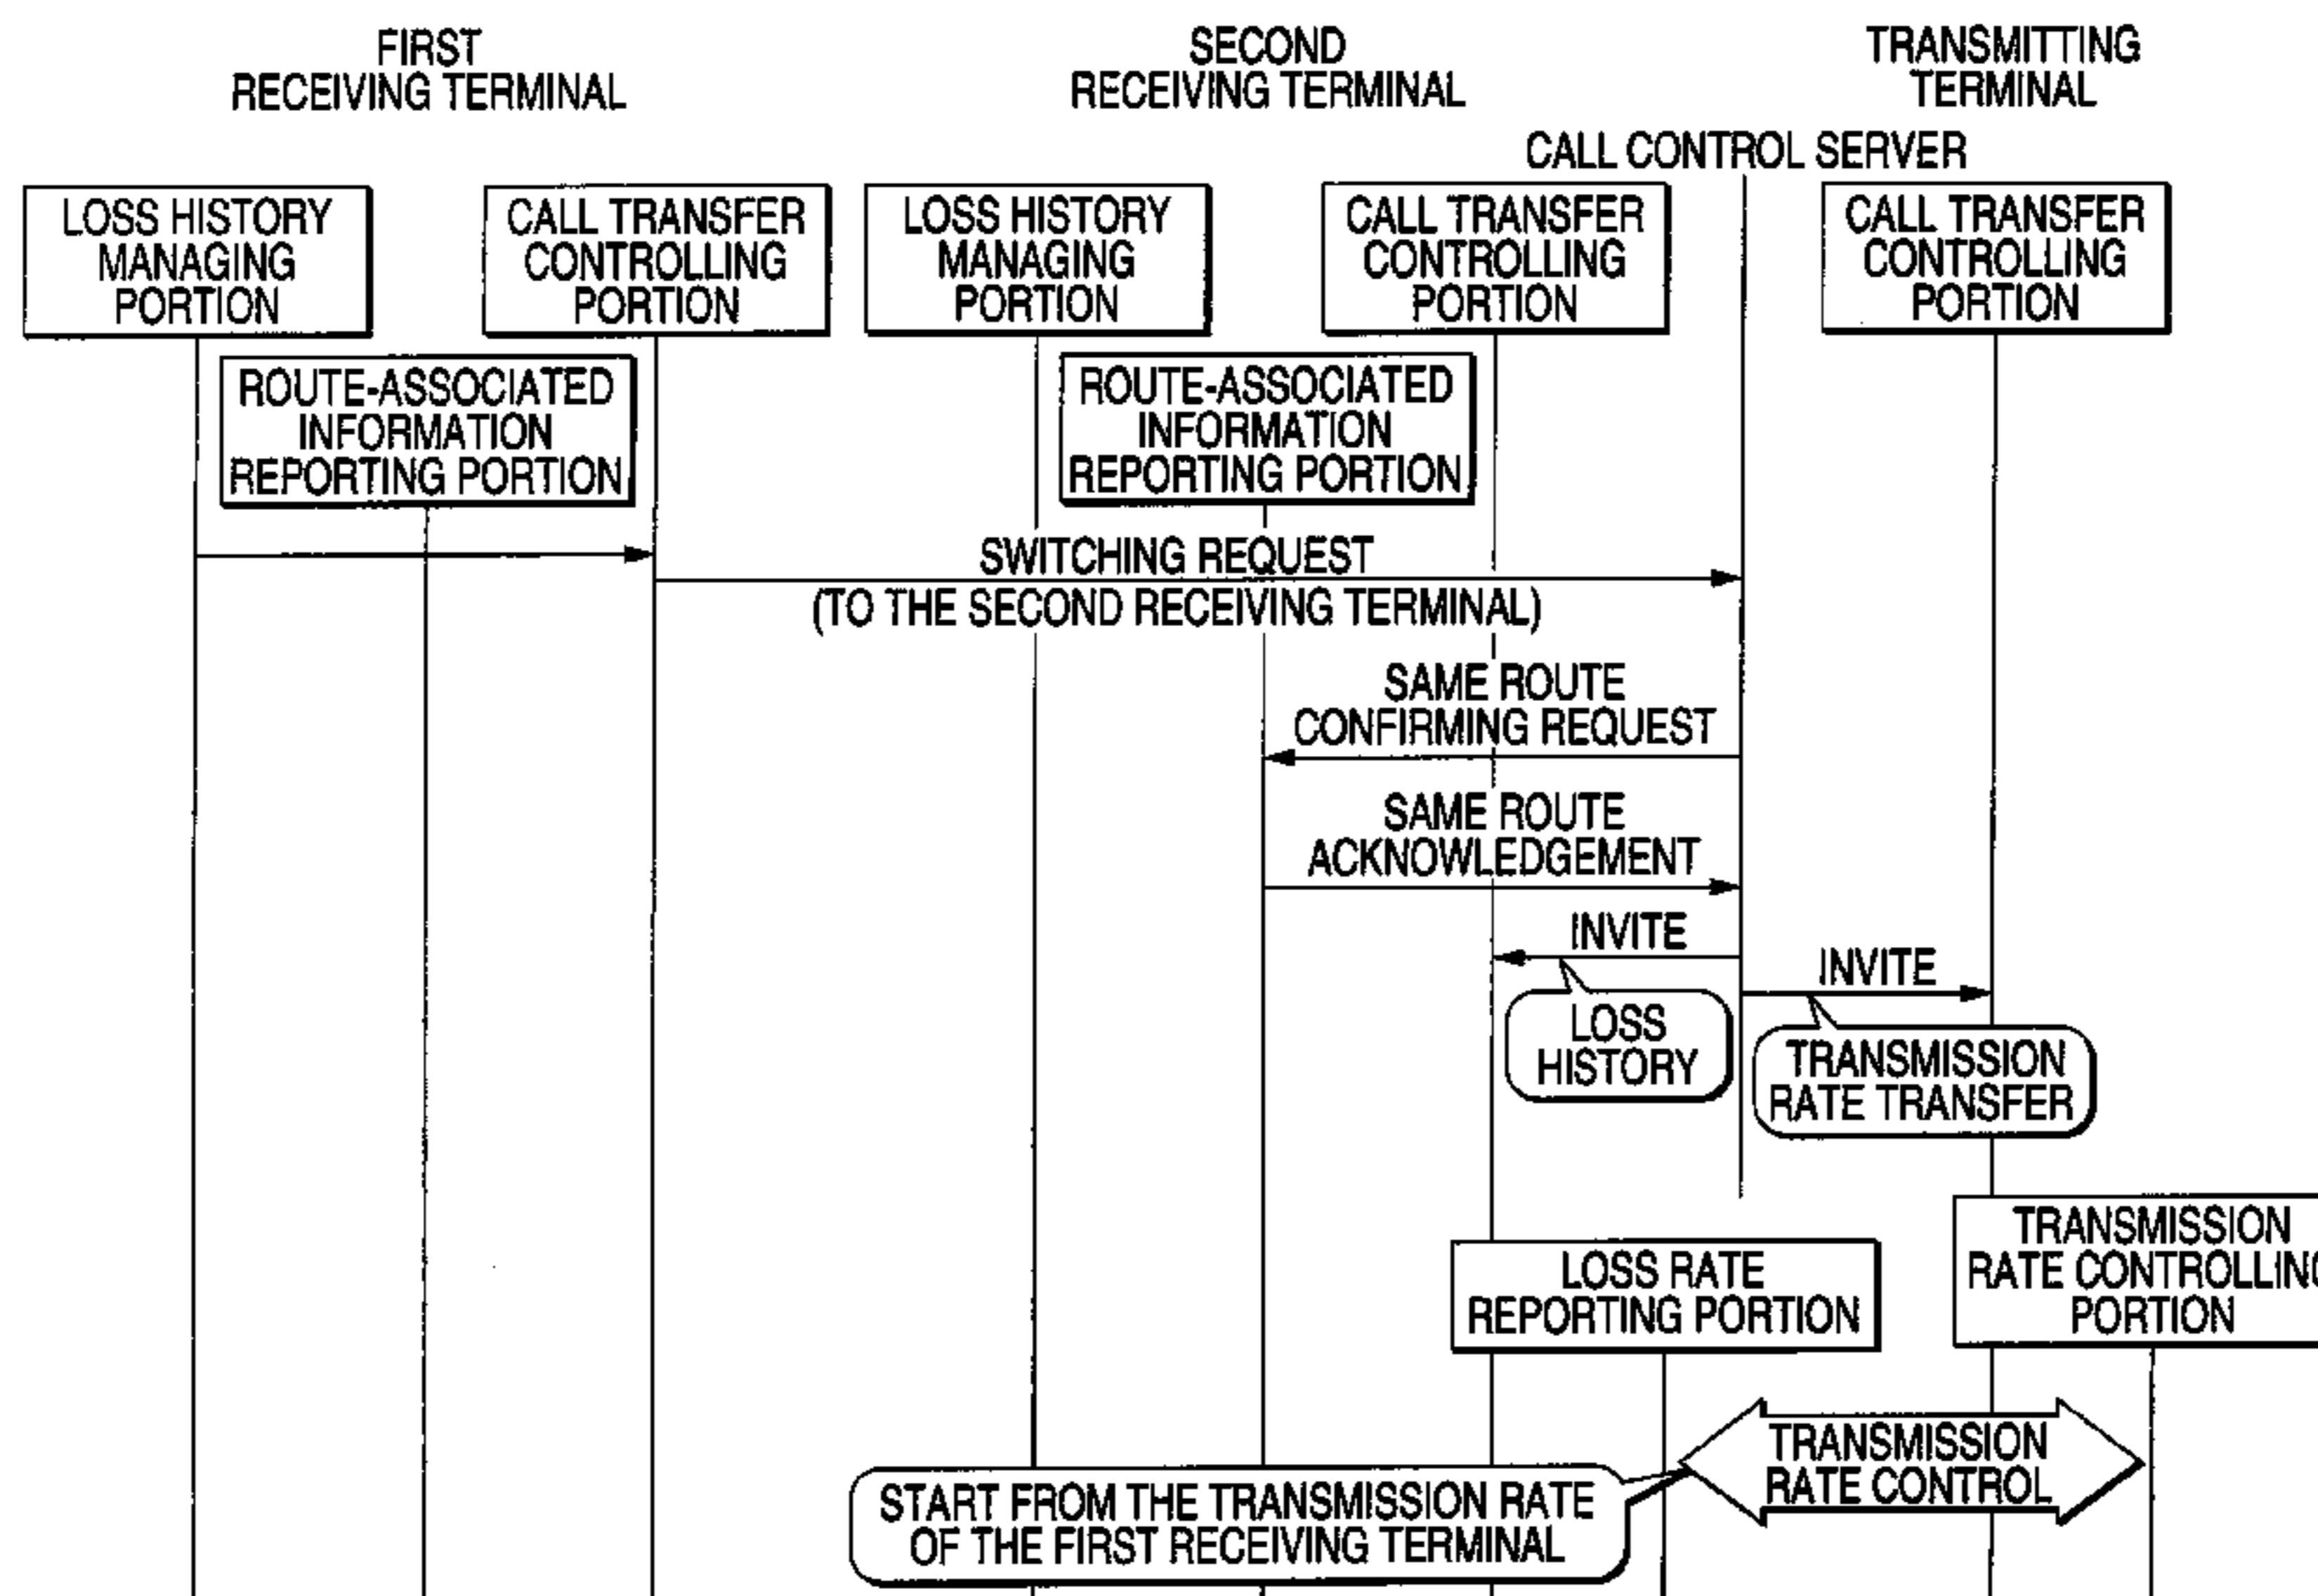 FIRST
RECEIVING TERMINAL
SECOND
RECEIVING TERMINAL
TRANSMITTING
TERMINAL
CALL CONTROL SERVER
LOSS HISTORY
MANAGING
PORTION
CALL TRANSFER
CONTROLLING
PORTION
LOSS HISTORY
MANAGING
PORTION
CALL TRANSFER
CONTROLLING
PORTION
CALL TRANSFER
CONTROLLING
PORTION
ROUTE-ASSOCIATED
INFORMATION
REPORTING PORTION
ROUTE-ASSOCIATED
INFORMATION
REPORTING PORTION
SWITCHING REQUEST
(TO THE SECOND RECEIVING TERMINAL)
SAME ROUTE
CONFIRMING REQUEST
SAME ROUTE
ACKNOWLEDGEMENT
INVITE
INVITE
LOSS
HISTORY
TRANSMISSION
RATE TRANSFER
TRANSMISSION
RATE CONTROLLING
PORTION
LOSS RATE
REPORTING PORTION
TRANSMISSION
RATE CONTROL
START FROM THE TRANSMISSION RATE
OF THE FIRST RECEIVING TERMINAL